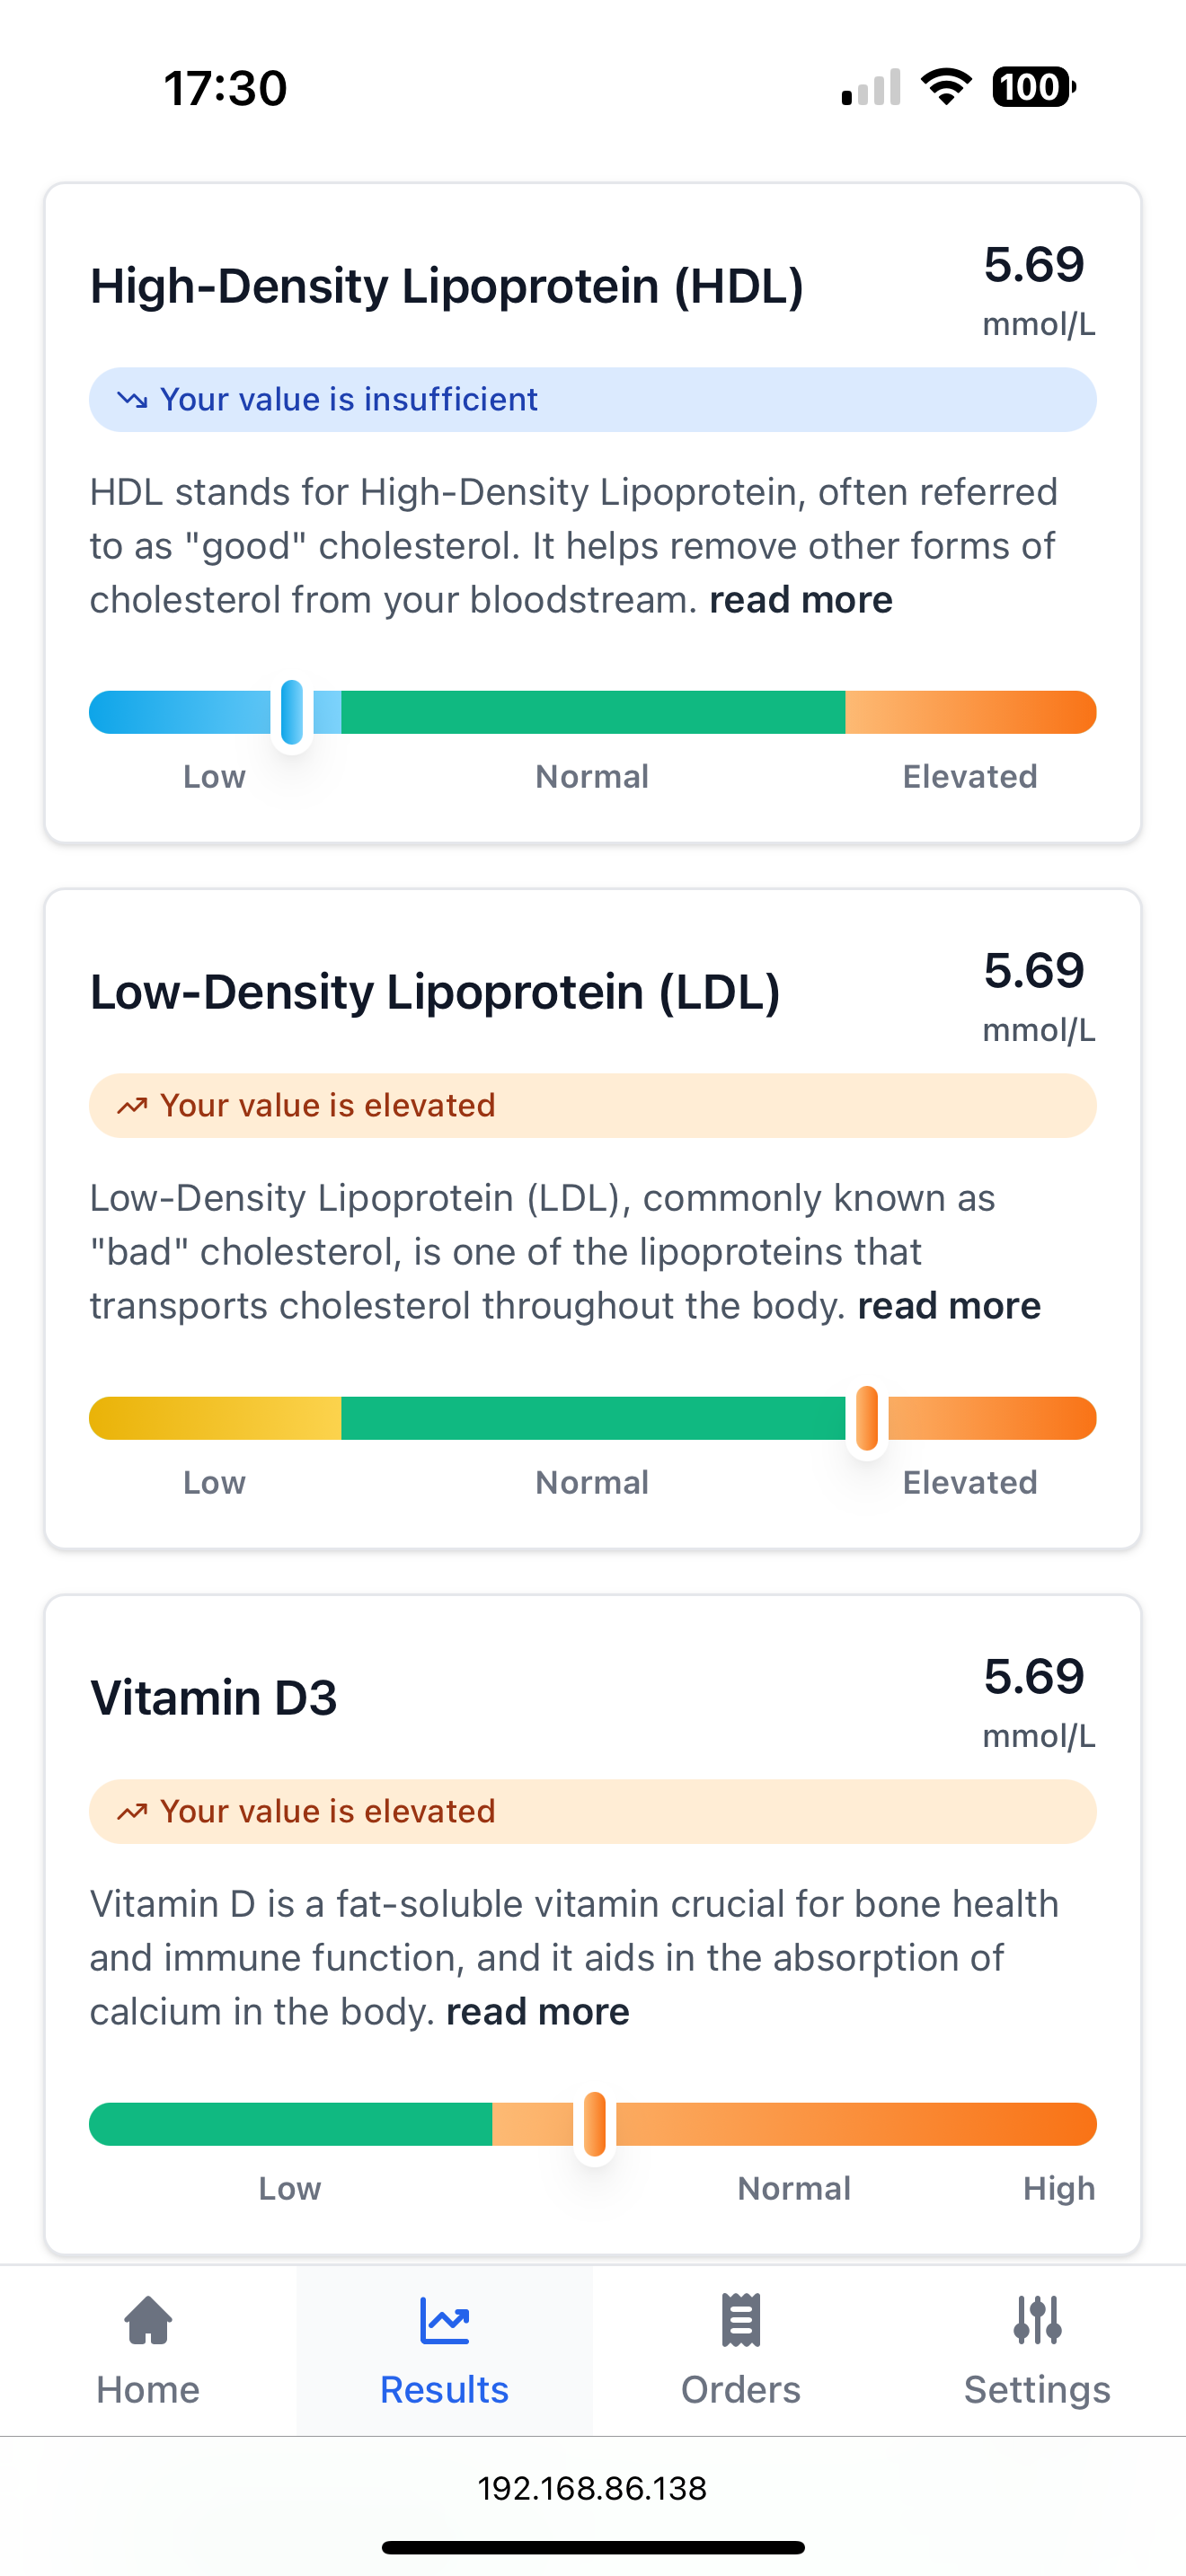 17:30
100
High-Density Lipoprotein (HDL)
5.69
mmol/L
Your value is insufficient
HDL stands for High-Density Lipoprotein, often referred
to as "good" cholesterol. It helps remove other forms of
cholesterol from your bloodstream. read more
Low Normal Elevated
Low-Density Lipoprotein (LDL)
5.69
mmol/L
Your value is elevated
Low-Density Lipoprotein (LDL), commonly known as
"bad" cholesterol, is one of the lipoproteins that
transports cholesterol throughout the body. read more
Low Normal Elevated
Vitamin D3
5.69
mmol/L
Your value is elevated
Vitamin D is a fat-soluble vitamin crucial for bone health
and immune function, and it aids in the absorption of
calcium in the body. read more
Low Normal High
Home Results Orders Settings
192.168.86.138